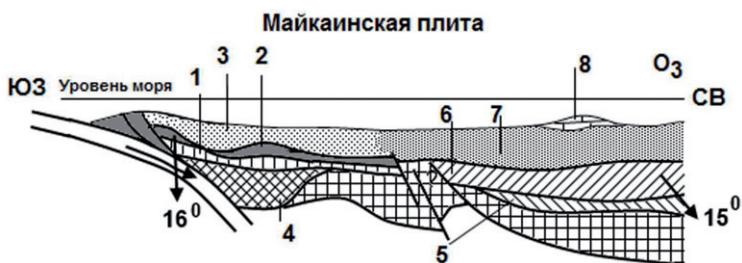 Майкаинская плита
ЮЗ Уровень моря 1 3 2 8 O3 СВ
6 7
16⁰ 4 5 15⁰